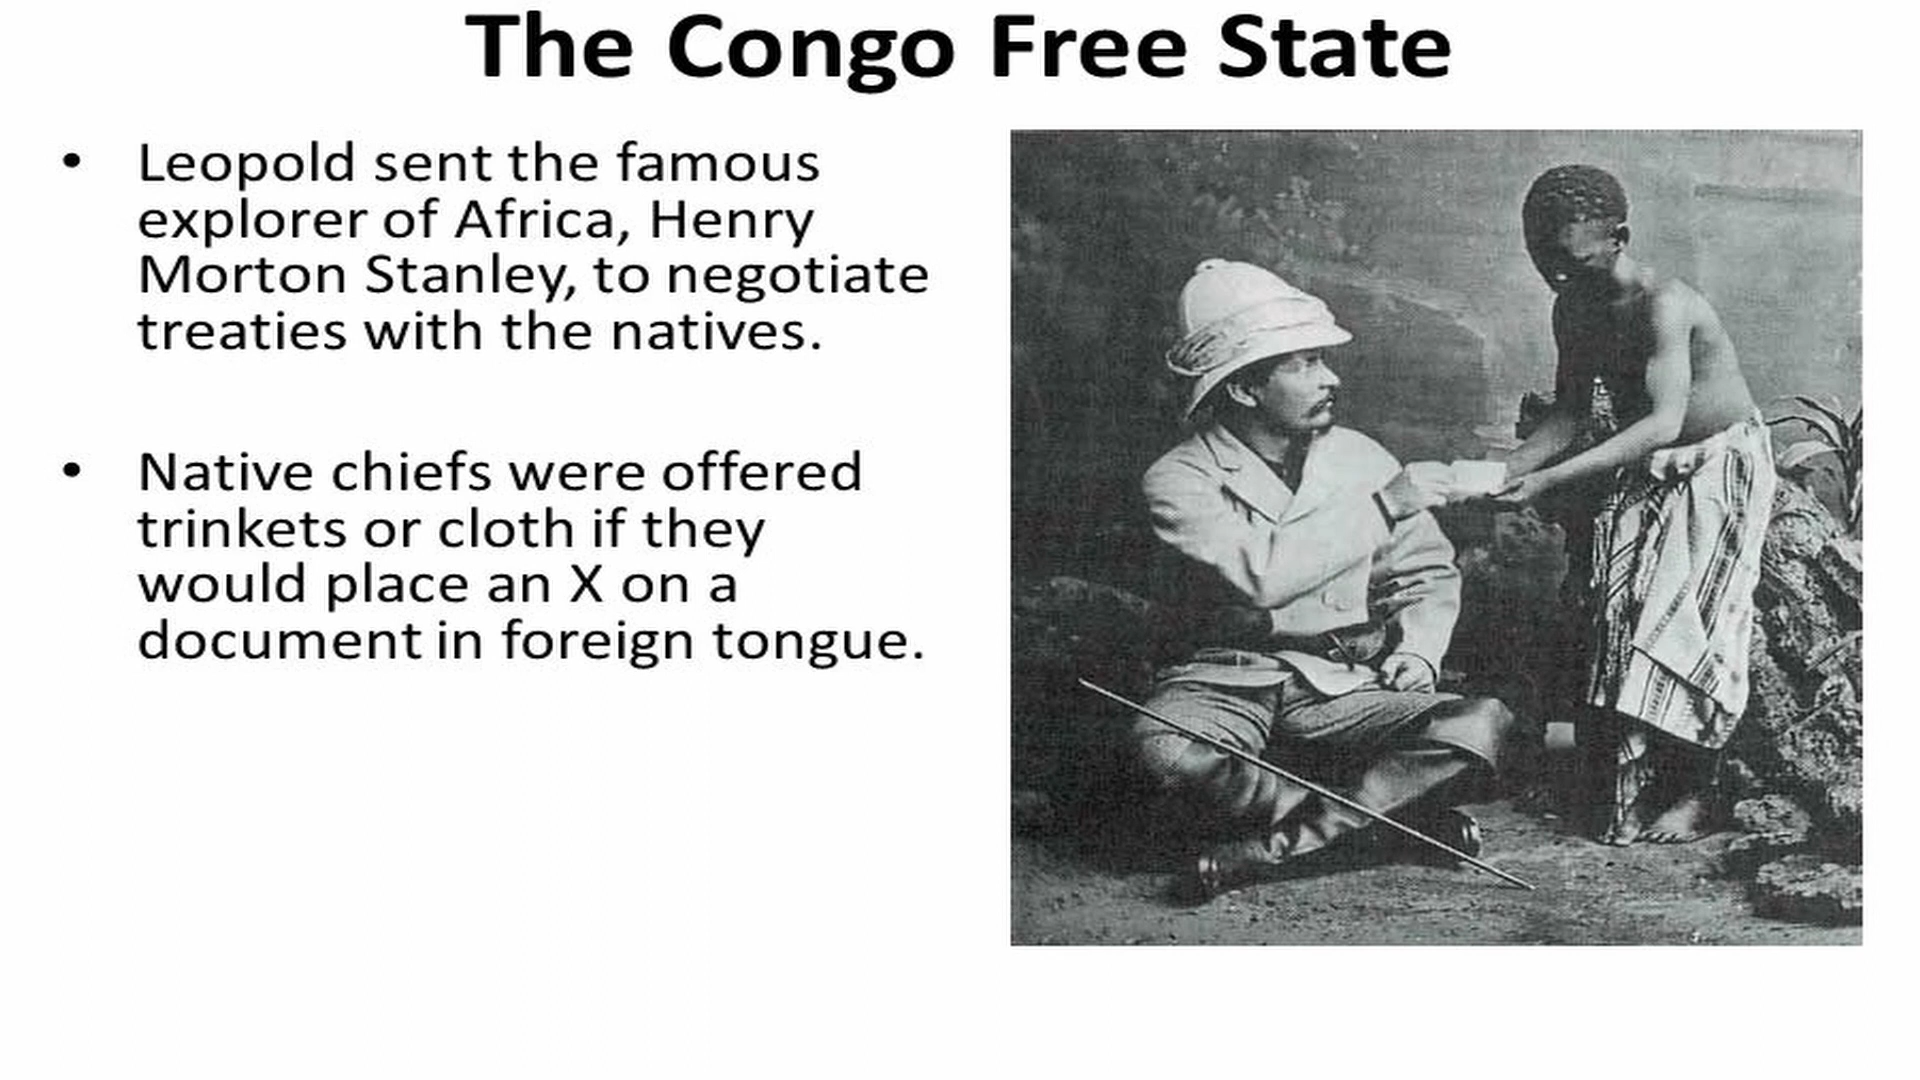 The Congo Free State
• Leopold sent the famous
explorer of Africa, Henry
Morton Stanley, to negotiate
treaties with the natives.
• Native chiefs were offered
trinkets or cloth if they
would place an X on a
document in foreign tongue.